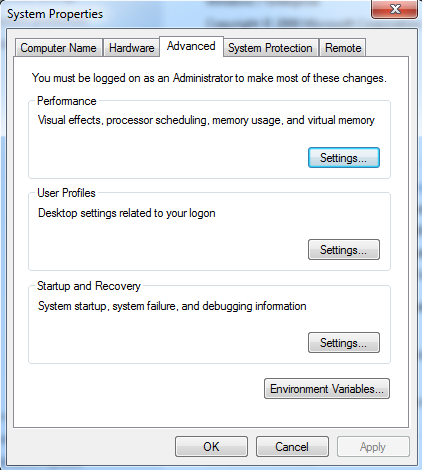 System Properties
Computer Name Hardware Advanced System Protection Remote
You must be logged on as an Administrator to make most of these changes.
Performance
Visual effects, processor scheduling, memory usage, and virtual memory
Settings...
User Profiles
Desktop settings related to your logon
Settings...
Startup and Recovery
System startup, system failure, and debugging information
Settings...
Environment Variables...
OK Cancel Apply